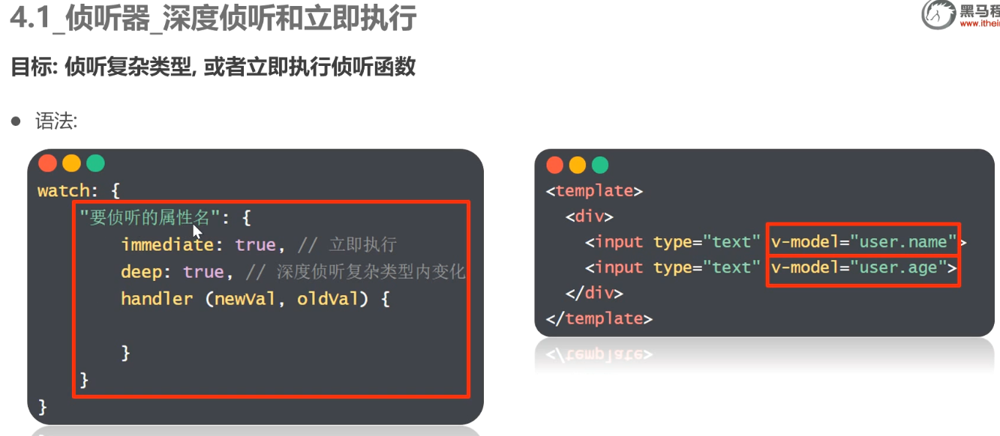 4.1_侦听器_深度侦听和立即执行
黑马程
www.ithei
目标: 侦听复杂类型, 或者立即执行侦听函数
语法:
watch: {
"要侦听的属性名": {
immediate: true, // 立即执行
deep: true, // 深度侦听复杂类型内变化
handler (newVal, oldVal) {
}
}
}
<template>
<div>
<input type="text" v-model="user.name">
<input type="text" v-model="user.age">
</div>
</template>